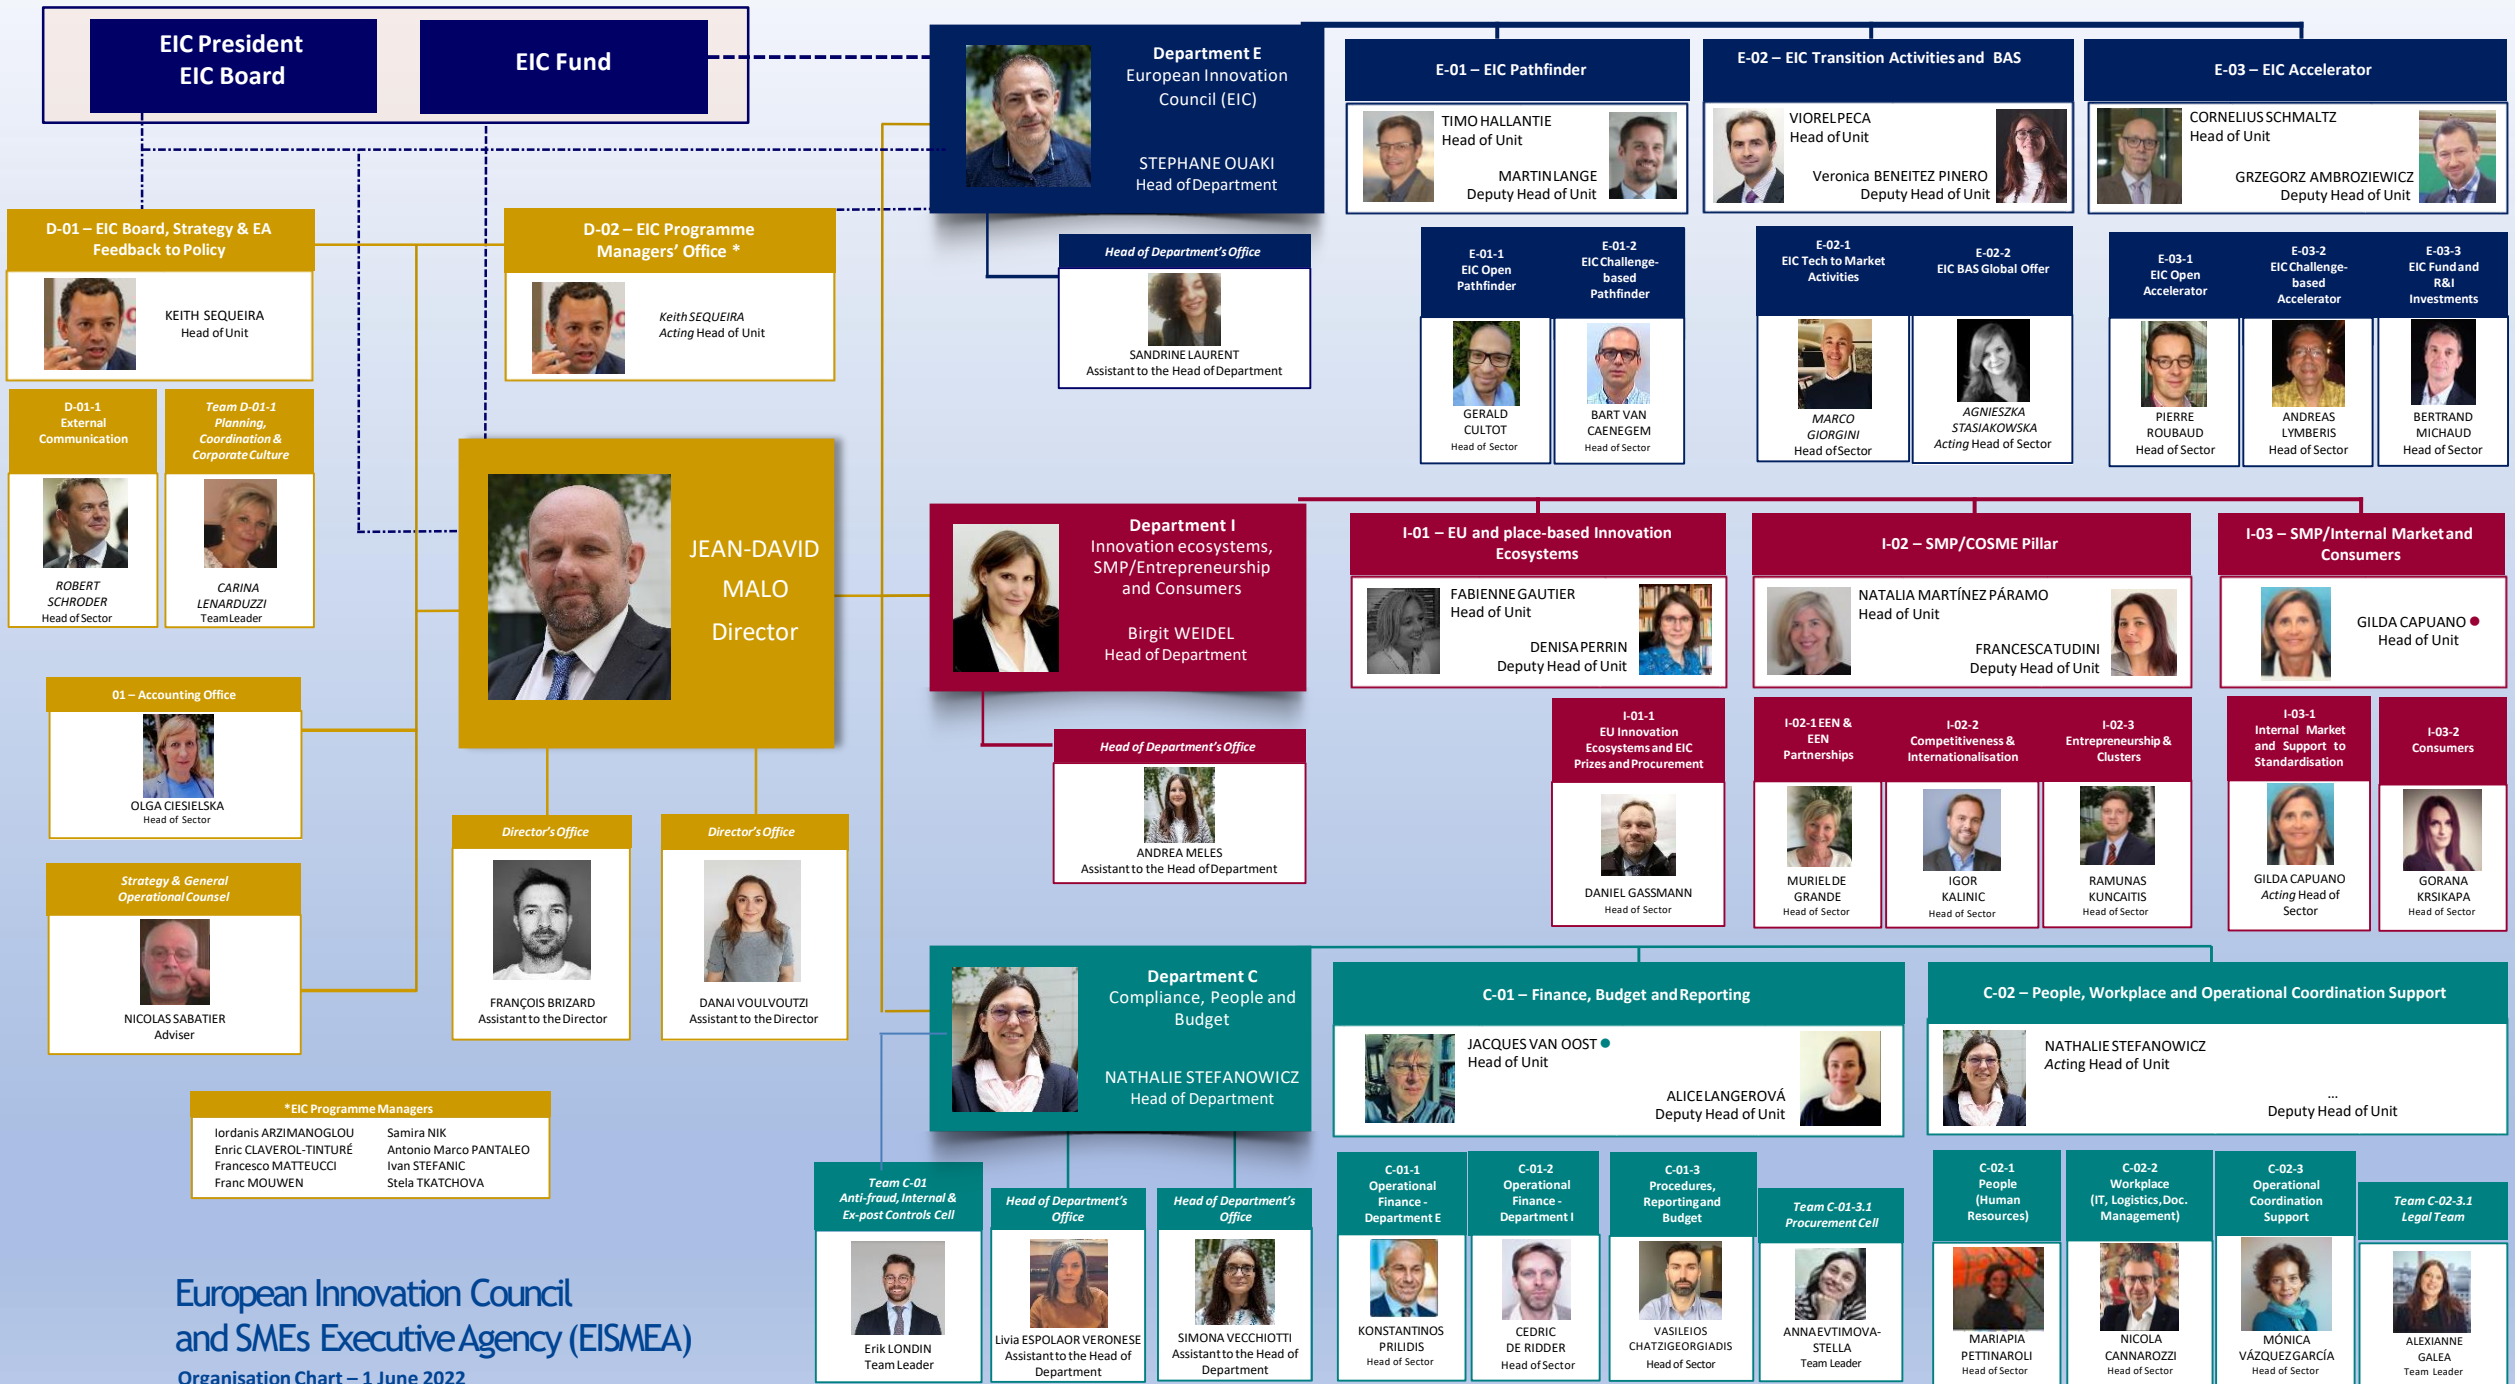 EIC President
EIC Board
EIC Fund
D-01 – EIC Board, Strategy & EA
Feedback to Policy
KEITH SEQUEIRA
Head of Unit
D-02 – EIC Programme
Managers' Office *
Keith SEQUEIRA
Acting Head of Unit
D-01-1
External
Communication
ROBERT
SCHRODER
Head of Sector
Team D-01-1
Planning,
Coordination &
Corporate Culture
CARINA
LENARDUZZI
Team Leader
JEAN-DAVID
MALO
Director
01 – Accounting Office
OLGA CIESIELSKA
Head of Sector
Strategy & General
Operational Counsel
NICOLAS SABATIER
Adviser
Director's Office
FRANÇOIS BRIZARD
Assistant to the Director
Director's Office
DANAI VOULVOUTZI
Assistant to the Director
*EIC Programme Managers
Iordanis ARZIMANOGLOU
Enric CLAVEROL-TINTURÉ
Francesco MATTEUCCI
Franc MOUWEN
Samira NIK
Antonio Marco PANTALEO
Ivan STEFANIC
Stela TKATCHOVA
European Innovation Council
and SMEs Executive Agency (EISMEA)
Organisation Chart – 1 June 2022
Department E
European Innovation
Council (EIC)
STEPHANE OUAKI
Head of Department
Head of Department's Office
SANDRINE LAURENT
Assistant to the Head of Department
E-01 – EIC Pathfinder
TIMO HALLANTIE
Head of Unit
MARTIN LANGE
Deputy Head of Unit
E-01-1
EIC Open
Pathfinder
GERALD
CULTOT
Head of Sector
E-01-2
EIC Challenge-
based
Pathfinder
BART VAN
CAENEGEM
Head of Sector
E-02 – EIC Transition Activities and BAS
VIOREL PECA
Head of Unit
Veronica BENEITEZ PINERO
Deputy Head of Unit
E-02-1
EIC Tech to Market
Activities
MARCO
GIORGINI
Head of Sector
E-02-2
EIC BAS Global Offer
AGNIESZKA
STASIAKOWSKA
Acting Head of Sector
E-03 – EIC Accelerator
CORNELIUS SCHMALTZ
Head of Unit
GRZEGORZ AMBROZIEWICZ
Deputy Head of Unit
E-03-1
EIC Open
Accelerator
PIERRE
ROUBAUD
Head of Sector
E-03-2
EIC Challenge-
based
Accelerator
ANDREAS
LYMBERIS
Head of Sector
E-03-3
EIC Fund and
R&I
Investments
BERTRAND
MICHAUD
Head of Sector
Department I
Innovation ecosystems,
SMP/Entrepreneurship
and Consumers
Birgit WEIDEL
Head of Department
Head of Department's Office
ANDREA MELES
Assistant to the Head of Department
I-01 – EU and place-based Innovation
Ecosystems
FABIENNE GAUTIER
Head of Unit
DENISA PERRIN
Deputy Head of Unit
I-01-1
EU Innovation
Ecosystems and EIC
Prizes and Procurement
DANIEL GASSMANN
Head of Sector
I-02 – SMP/COSME Pillar
NATALIA MARTÍNEZ PÁRAMO
Head of Unit
FRANCESCA TUDINI
Deputy Head of Unit
I-02-1 EEN &
EEN
Partnerships
MURIEL DE
GRANDE
Head of Sector
I-02-2
Competitiveness &
Internationalisation
IGOR
KALINIC
Head of Sector
I-02-3
Entrepreneurship &
Clusters
RAMUNAS
KUNCAITIS
Head of Sector
I-03 – SMP/Internal Market and
Consumers
GILDA CAPUANO ●
Head of Unit
I-03-1
Internal Market
and Support to
Standardisation
GILDA CAPUANO
Acting Head of
Sector
I-03-2
Consumers
GORANA
KRSIKAPA
Head of Sector
Department C
Compliance, People and
Budget
NATHALIE STEFANOWICZ
Head of Department
Team C-01
Anti-fraud, Internal &
Ex-post Controls Cell
Erik LONDIN
Team Leader
Head of Department's
Office
Livia ESPOLAOR VERONESE
Assistant to the Head of
Department
Head of Department's
Office
SIMONA VECCHIOTTI
Assistant to the Head of
Department
C-01 – Finance, Budget and Reporting
JACQUES VAN OOST ●
Head of Unit
ALICE LANGEROVÁ
Deputy Head of Unit
C-01-1
Operational
Finance -
Department E
KONSTANTINOS
PRILIDIS
Head of Sector
C-01-2
Operational
Finance -
Department I
CEDRIC
DE RIDDER
Head of Sector
C-01-3
Procedures,
Reporting and
Budget
VASILEIOS
CHATZIGEORGIADIS
Head of Sector
Team C-01-3.1
Procurement Cell
ANNA EVTIMOVA-
STELLA
Team Leader
C-02 – People, Workplace and Operational Coordination Support
NATHALIE STEFANOWICZ
Acting Head of Unit
...
Deputy Head of Unit
C-02-1
People
(Human
Resources)
MARIAPIA
PETTINAROLI
Head of Sector
C-02-2
Workplace
(IT, Logistics, Doc.
Management)
NICOLA
CANNAROZZI
Head of Sector
C-02-3
Operational
Coordination
Support
MÓNICA
VÁZQUEZ GARCÍA
Head of Sector
Team C-02-3.1
Legal Team
ALEXIANNE
GALEA
Team Leader